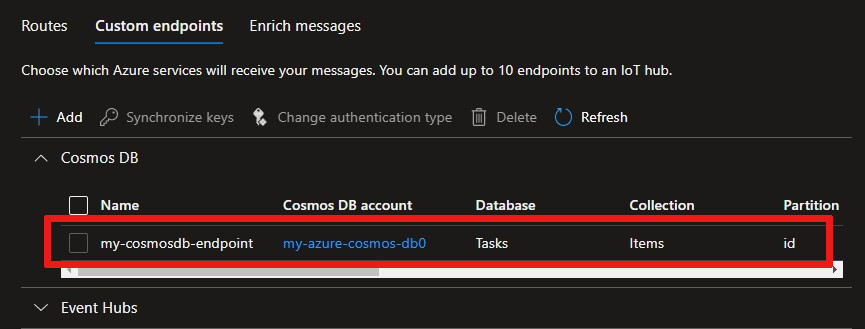 Routes Custom endpoints Enrich messages
Choose which Azure services will receive your messages. You can add up to 10 endpoints to an IoT hub.
Add Synchronize keys Change authentication type Delete Refresh
Cosmos DB
Name Cosmos DB account Database Collection Partition
my-cosmosdb-endpoint my-azure-cosmos-db0 Tasks Items id
Event Hubs